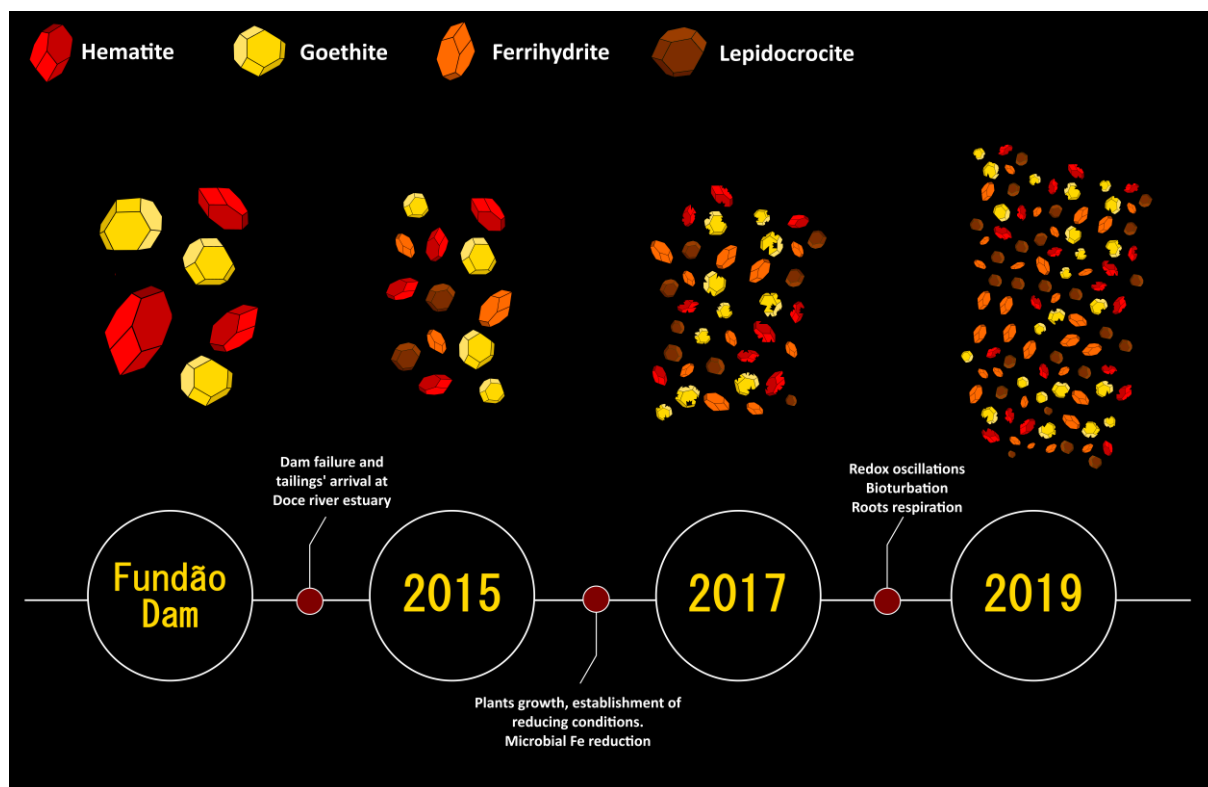 Hematite
Goethite
Ferrihydrite
Lepidocrocite
Dam failure and
tailings' arrival at
Doce river estuary
Redox oscillations
Bioturbation
Roots respiration
Fundão
Dam
2015
2017
2019
Plants growth, establishment of
reducing conditions.
Microbial Fe reduction